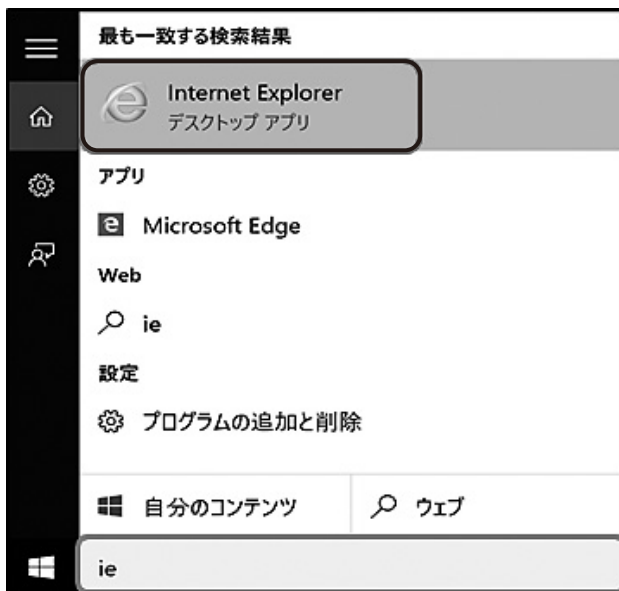 最も一致する検索結果
Internet Explorer
デスクトップ アプリ
アプリ
Microsoft Edge
Web
ie
設定
プログラムの追加と削除
自分のコンテンツ
ウェブ
ie